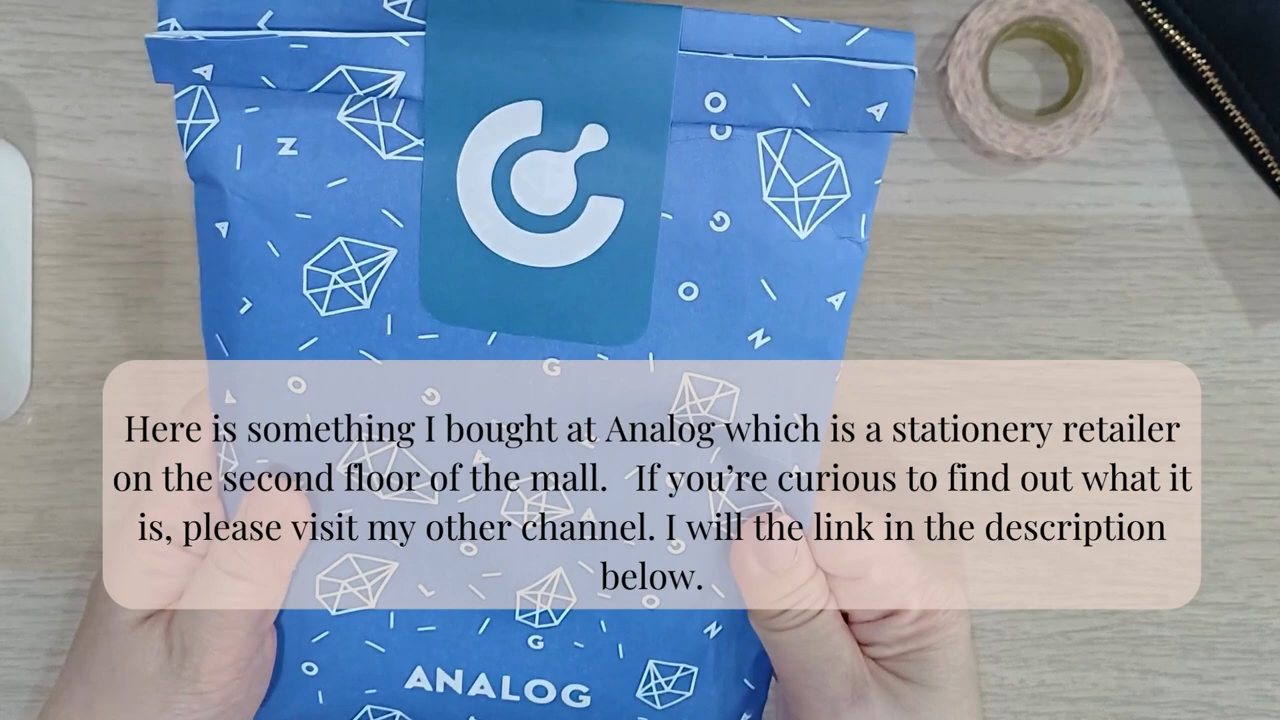 Here is something I bought at Analog which is a stationery retailer
on the second floor of the mall. If you’re curious to find out what it
is, please visit my other channel. I will the link in the description
below.
ANALOG